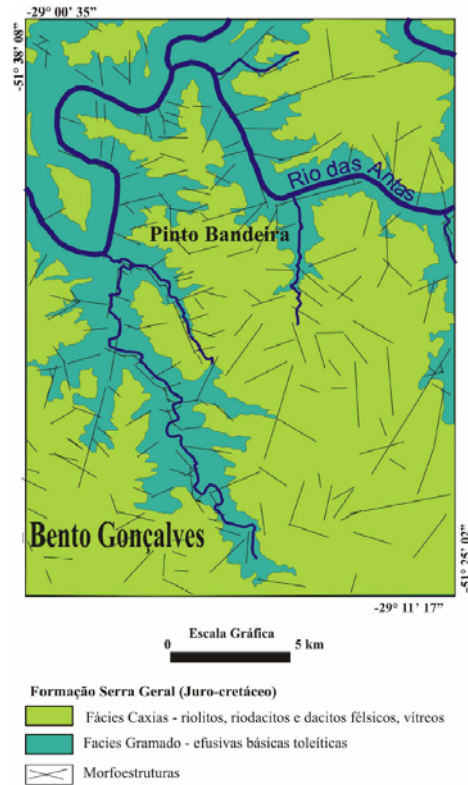 -29° 00' 35”
-51° 38' 08”
Rio das Antas
Pinto Bandeira
Bento Gonçalves
-51° 25' 02”
-29° 11' 17”
Escala Gráfica
0 5 km
Formação Serra Geral (Juro-cretáceo)
Fácies Caxias - riolitos, riodacitos e dacitos félsicos, vítreos
Facies Gramado - efusivas básicas toleíticas
Morfoestruturas